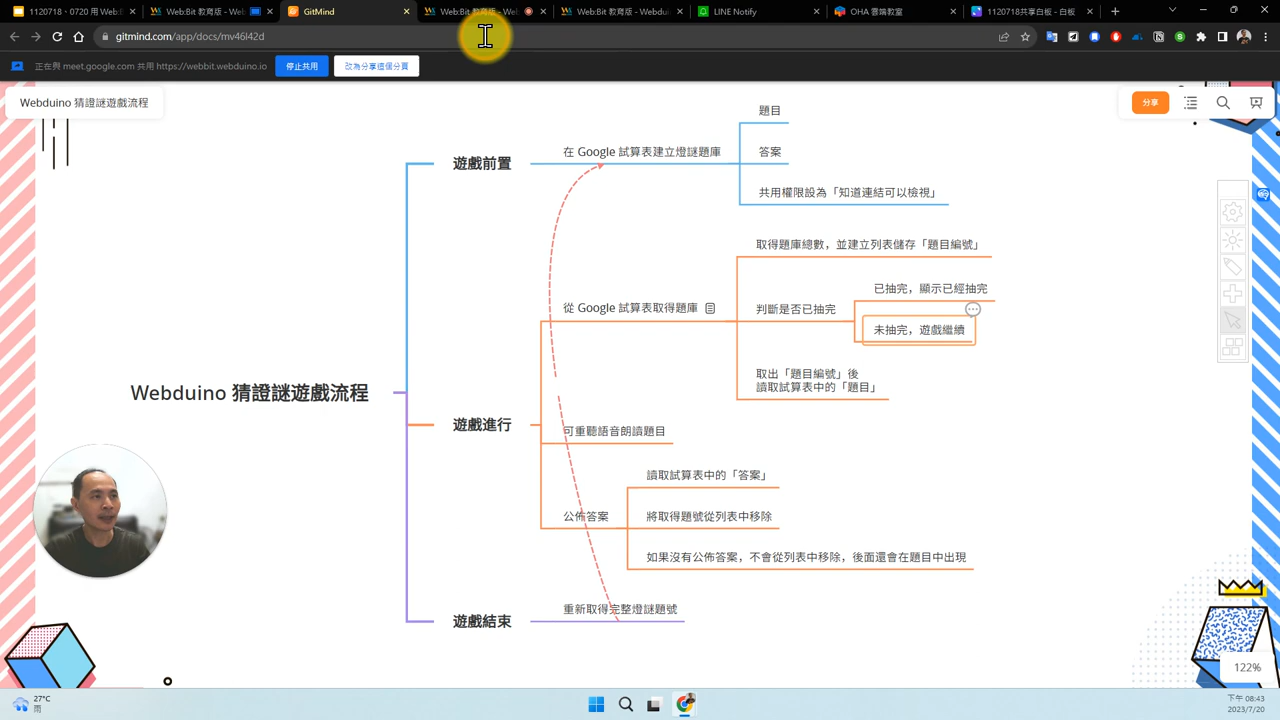 1120718 - 0720 用 Web:B
Web:Bit 教育版 - Web
GitMind
Web:Bit 教育版 - We
Web:Bit 教育版 - Webdui
LINE Notify
OHA 雲端教室
1120718共享白板 - 白板
gitmind.com/app/docs/mv46l42d
正在與 meet.google.com 共用 https://webbit.webduino.io
停止共用
改為分享這個分頁
Webduino 猜證謎遊戲流程
分享
題目
在 Google 試算表建立燈謎題庫
答案
遊戲前置
共用權限設為「知道連結可以檢視」
取得題庫總數，並建立列表儲存「題目編號」
已抽完，顯示已經抽完
從 Google 試算表取得題庫
判斷是否已抽完
未抽完，遊戲繼續
取出「題目編號」後
讀取試算表中的「題目」
Webduino 猜證謎遊戲流程
遊戲進行
可重聽語音朗讀題目
讀取試算表中的「答案」
公佈答案
將取得題號從列表中移除
如果沒有公佈答案，不會從列表中移除，後面還會在題目中出現
重新取得完整燈謎題號
遊戲結束
122%
27°C
雨
下午 08:43
2023/7/20